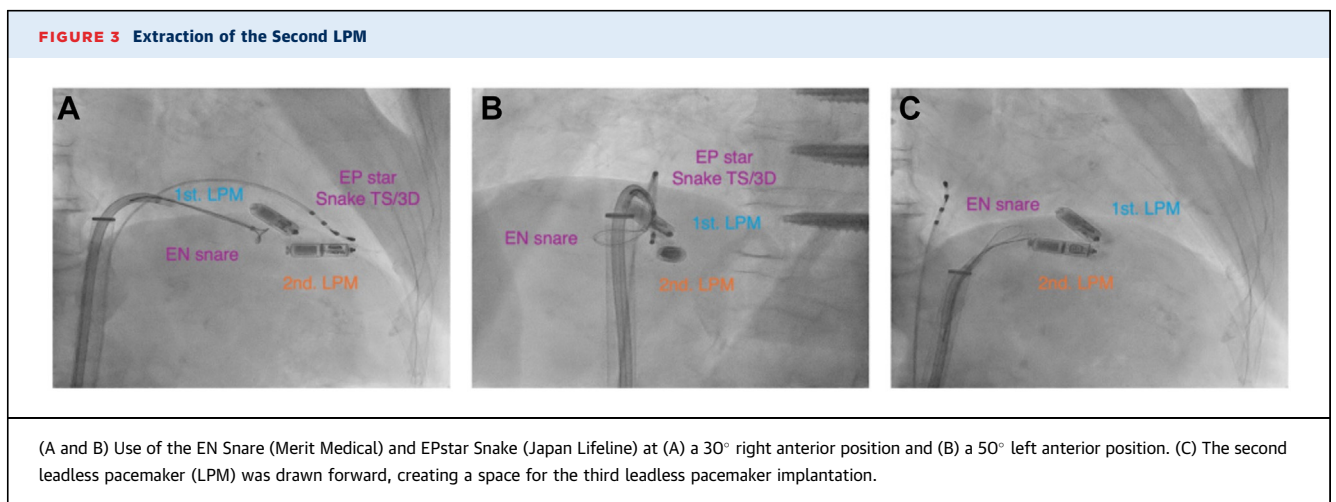 FIGURE 3 Extraction of the Second LPM
A
1st. LPM
EP star
Snake TS/3D
EN snare
2nd. LPM
B
EP star
Snake TS/3D
1st. LPM
EN snare
2nd. LPM
C
EN snare
1st. LPM
2nd. LPM
(A and B) Use of the EN Snare (Merit Medical) and EPstar Snake (Japan Lifeline) at (A) a 30° right anterior position and (B) a 50° left anterior position. (C) The second
leadless pacemaker (LPM) was drawn forward, creating a space for the third leadless pacemaker implantation.